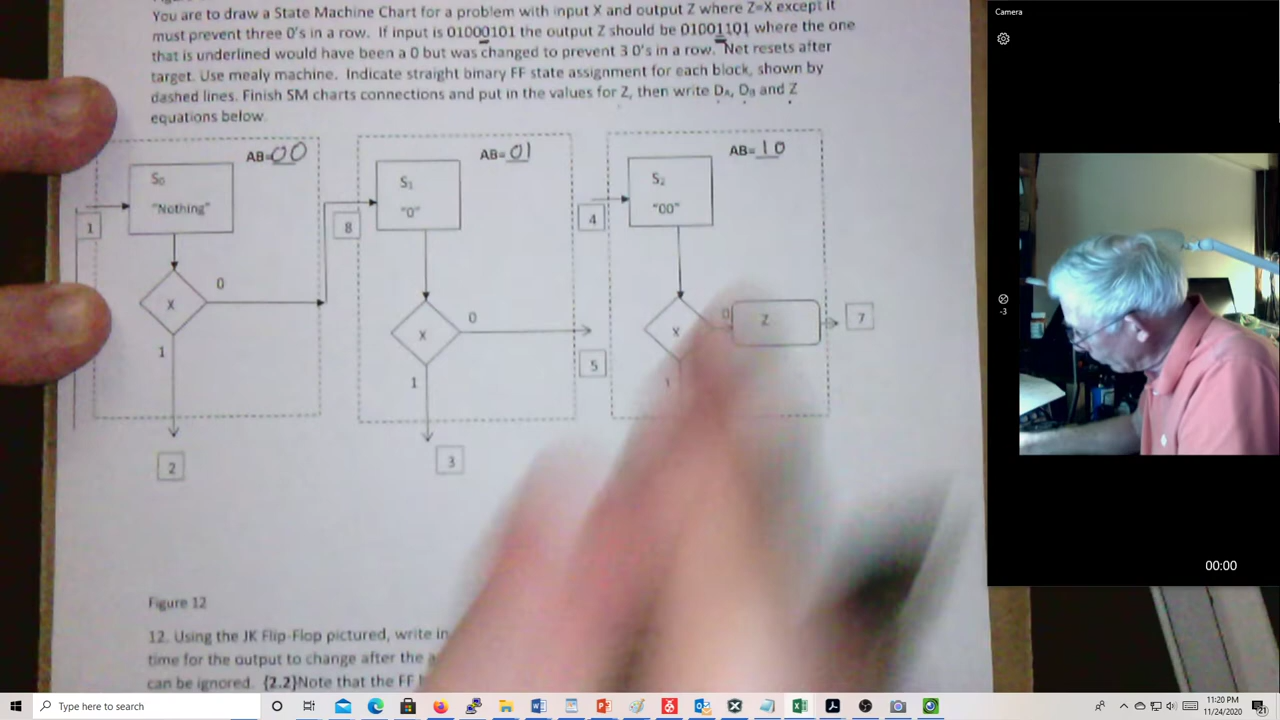 You are to draw a State Machine Chart for a problem with input X and output Z where Z=X except it
must prevent three 0's in a row. If input is 01000101 the output Z should be 01001101 where the one
that is underlined would have been a 0 but was changed to prevent 3 0's in a row. Net resets after
target. Use mealy machine. Indicate straight binary FF state assignment for each block, shown by
dashed lines. Finish SM charts connections and put in the values for Z, then write DA, DB and Z
equations below.
AB=00
S0
"Nothing"
1
X
0
1
2
AB=01
S1
"0"
8
X
0
1
5
3
AB=10
S2
"00"
4
X
0
Z
7
1
Figure 12
12. Using the JK Flip-Flop pictured, write in
time for the output to change after the
can be ignored. {2.2}Note that the FF
Camera
-3
00:00
Type here to search
11:20 PM
11/24/2020
21